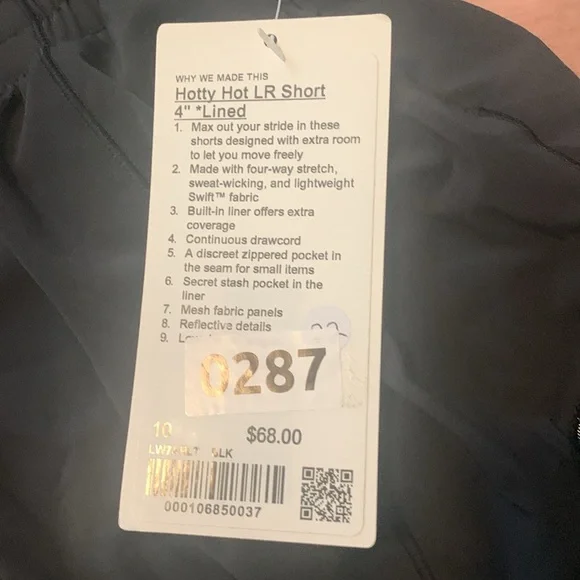 WHY WE MADE THIS
Hotty Hot LR Short
4" *Lined
1. Max out your stride in these
shorts designed with extra room
to let you move freely
2. Made with four-way stretch,
sweat-wicking, and lightweight
Swift™ fabric
3. Built-in liner offers extra
coverage
4. Continuous drawcord
5. A discreet zippered pocket in
the seam for small items
6. Secret stash pocket in the
liner
7. Mesh fabric panels
8. Reflective details
9.
0287
10 $68.00
BLK
000106850037